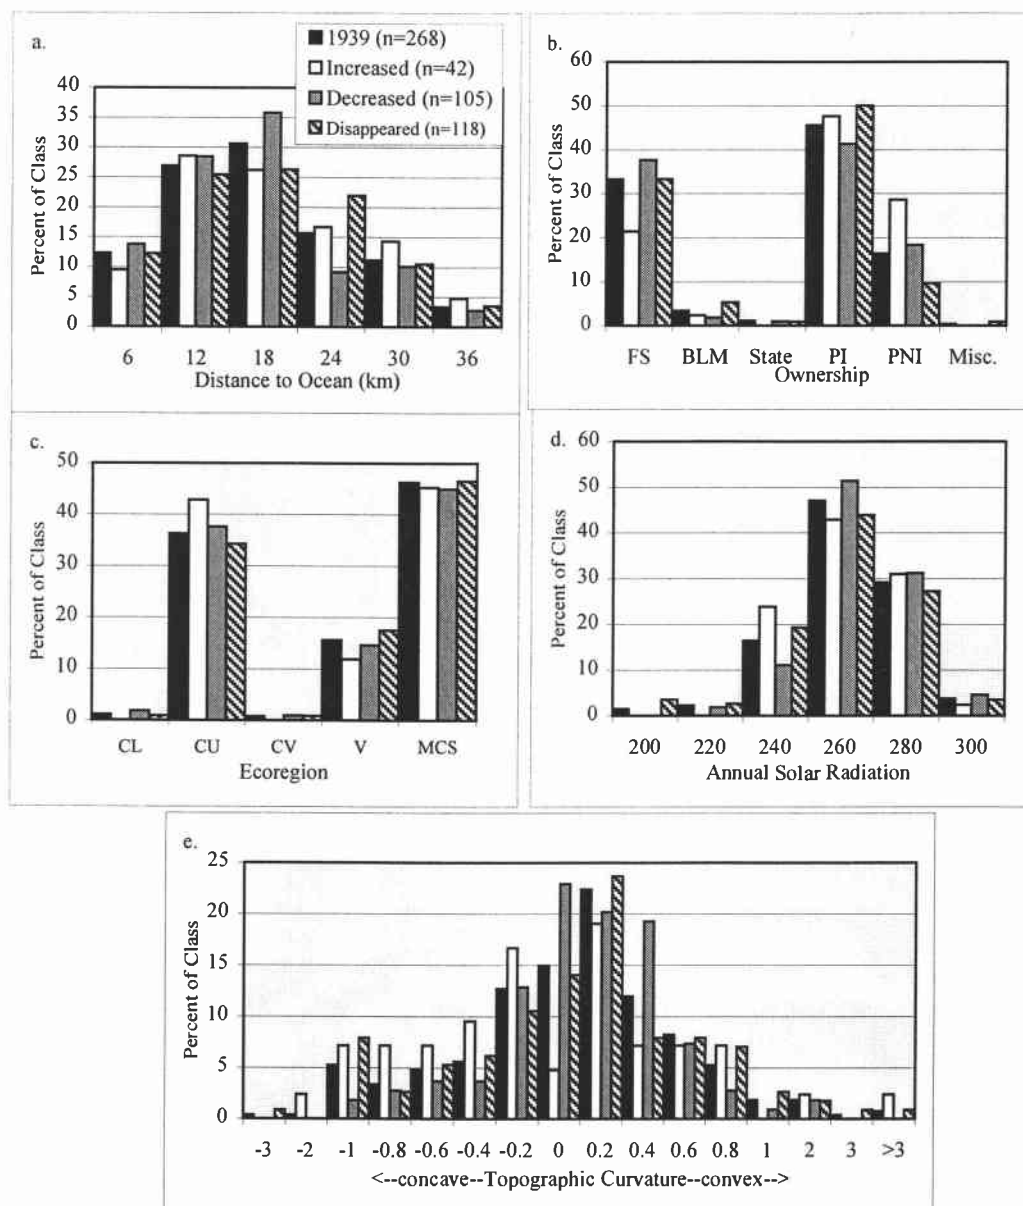 a.
1939 (n=268)
Increased (n=42)
Decreased (n=105)
Disappeared (n=118)
40
35
30
25
20
15
10
5
0
Percent of Class
6 12 18 24 30 36
Distance to Ocean (km)
b.
60
50
40
30
20
10
0
Percent of Class
FS BLM State PI PNI Misc.
Ownership
c.
50
40
30
20
10
0
Percent of Class
CL CU CV V MCS
Ecoregion
d.
60
50
40
30
20
10
0
Percent of Class
200 220 240 260 280 300
Annual Solar Radiation
e.
25
20
15
10
5
0
Percent of Class
-3 -2 -1 -0.8 -0.6 -0.4 -0.2 0 0.2 0.4 0.6 0.8 1 2 3 >3
<--concave--Topographic Curvature--convex-->